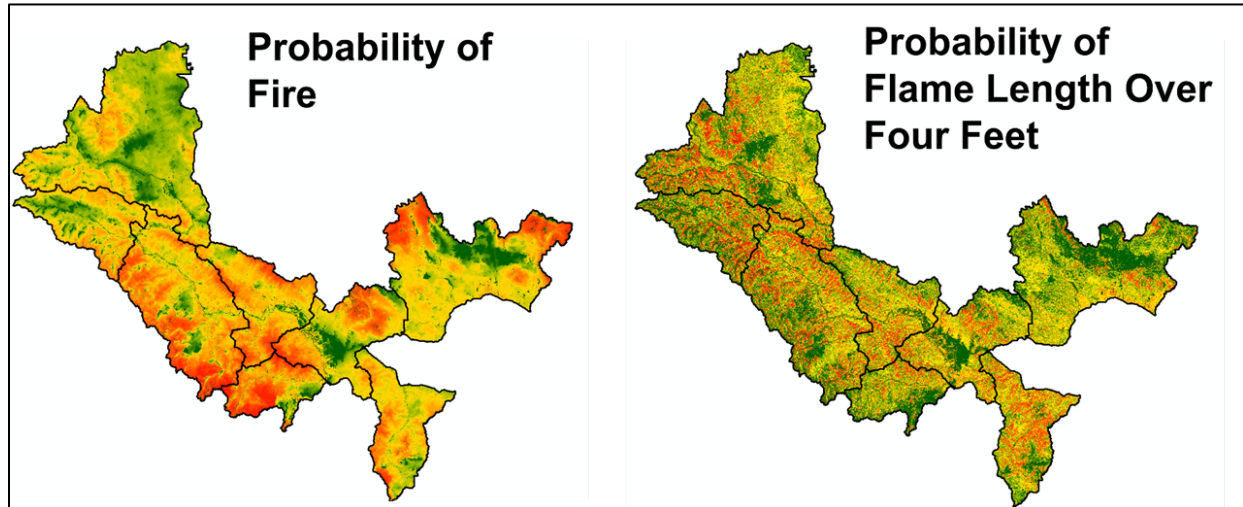 Probability of
Fire
Probability of
Flame Length Over
Four Feet